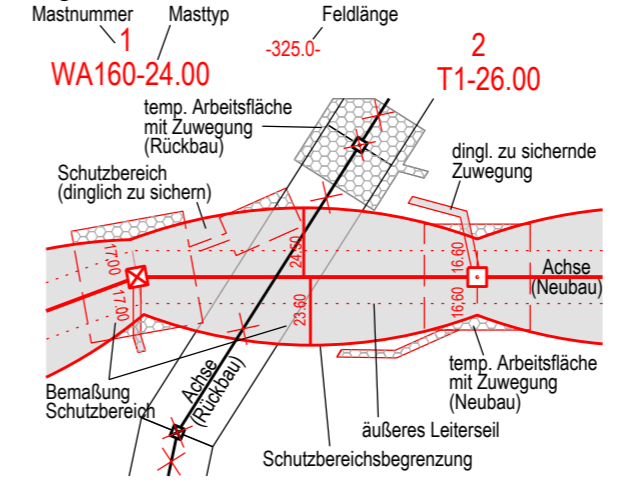 Mastnummer Masttyp Feldlänge
1 -325.0- 2
WA160-24.00 T1-26.00
temp. Arbeitsfläche
mit Zuwegung
(Rückbau)
dingl. zu sichernde
Zuwegung
Schutzbereich
(dinglich zu sichern)
17.00
24.50
16.60
Achse
(Neubau)
17.00
23.60
16.60
Achse
(Rückbau)
Bemaßung
Schutzbereich
temp. Arbeitsfläche
mit Zuwegung
(Neubau)
äußeres Leiterseil
Schutzbereichsbegrenzung